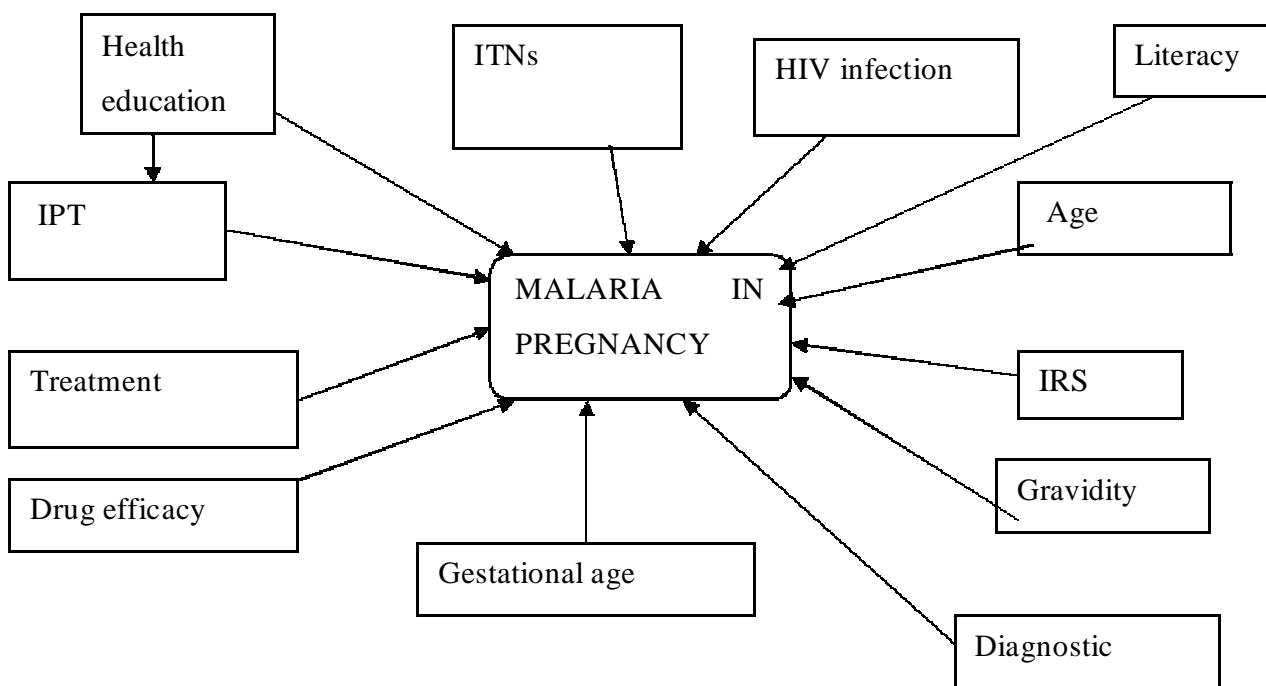 Health
education
ITNs
HIV infection
Literacy
IPT
Age
MALARIA IN
PREGNANCY
Treatment
IRS
Drug efficacy
Gravidity
Gestational age
Diagnostic